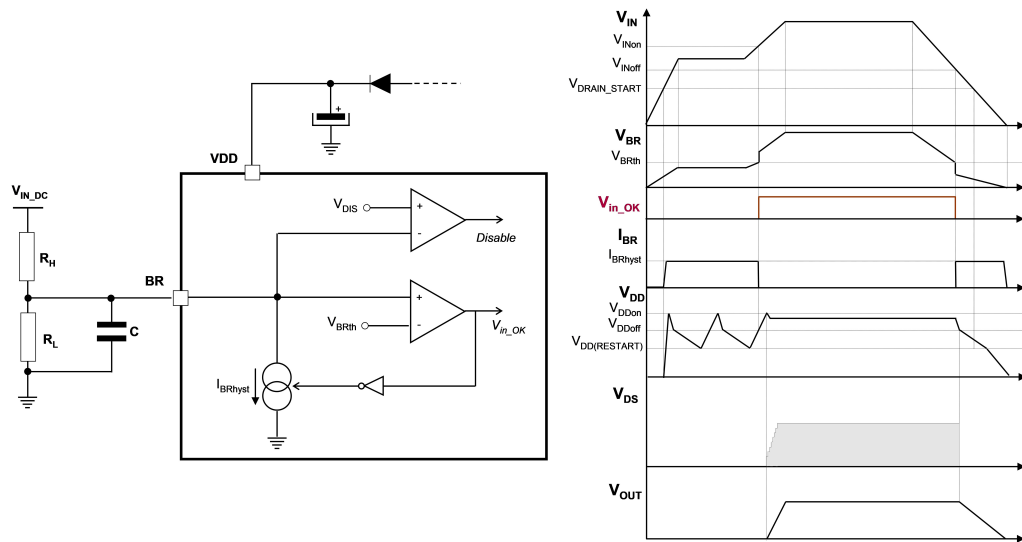 VDD
V_IN_DC
R_H
BR
R_L
C
+
V_DIS
+
-
Disable
V_BRth
+
-
V_in_OK
I_BRhyst
V_IN
V_INon
V_INoff
V_DRAIN_START
V_BR
V_BRth
V_in_OK
I_BR
I_BRhyst
V_DD
V_DDon
V_DDoff
V_DD(RESTART)
V_DS
V_OUT